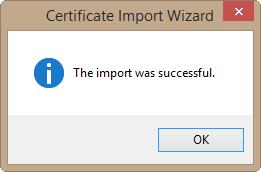 Certificate Import Wizard
The import was successful.
OK